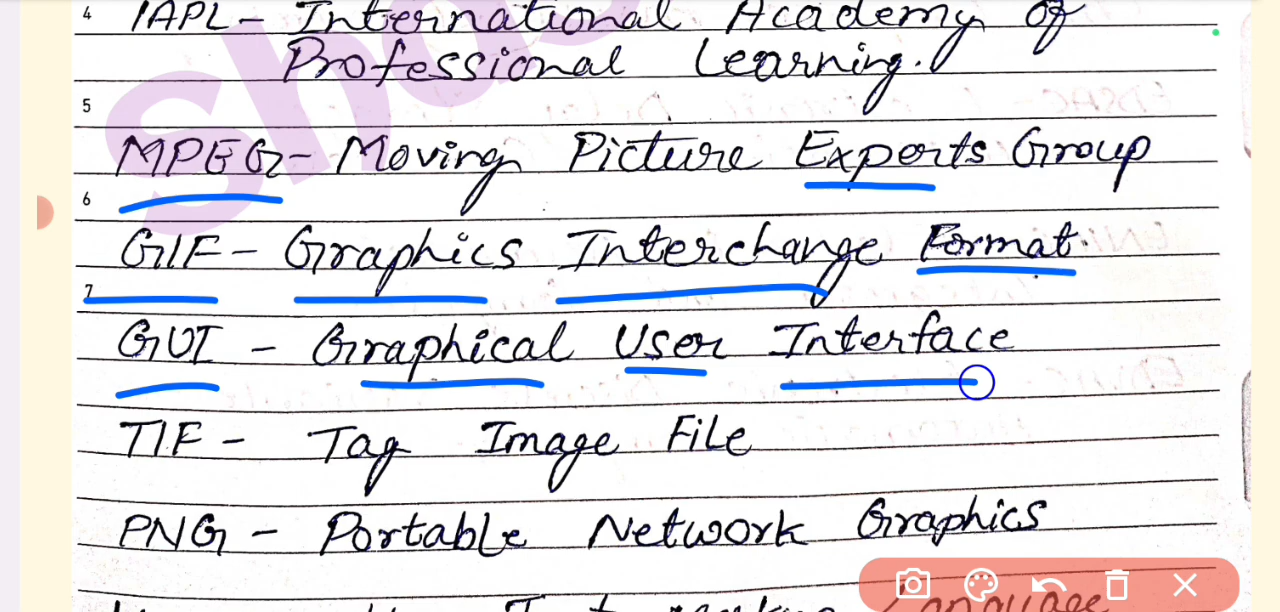 4
IAPL - International Academy of
Professional Learning.
5
MPEG - Moving Picture Experts Group
6
GIF - Graphics Interchange Format.
7
GUI - Graphical User Interface
TIF - Tag Image File
PNG - Portable Network Graphics
Language